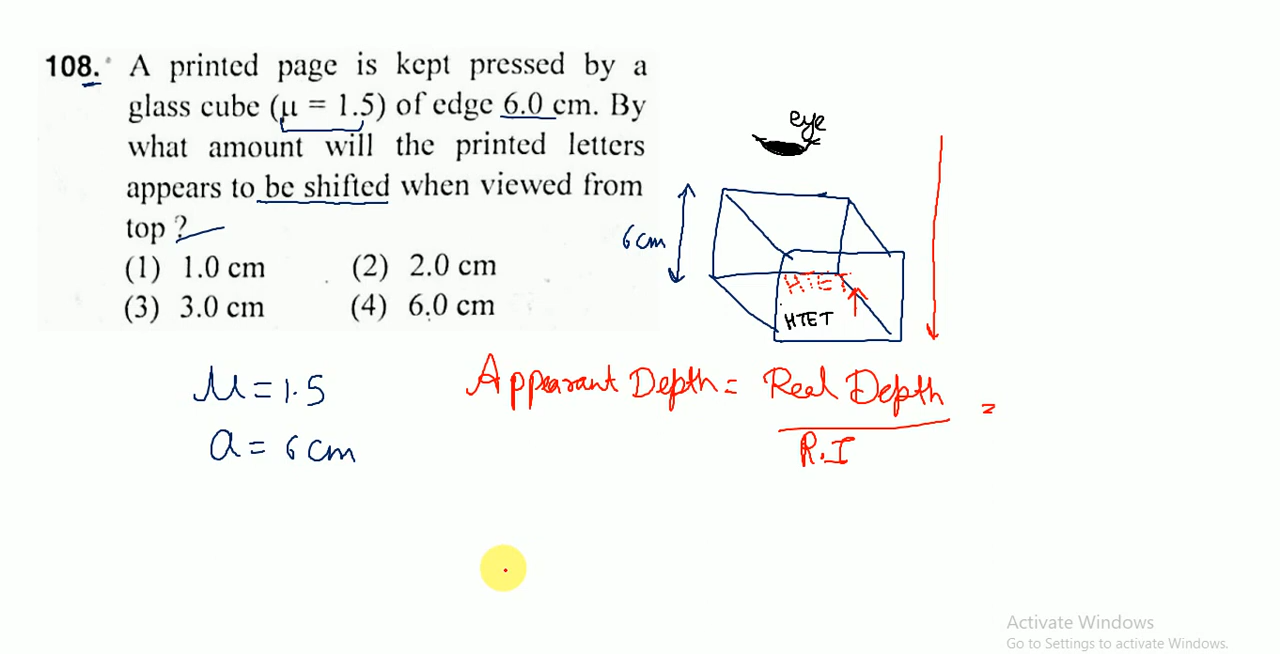 108. A printed page is kept pressed by a
glass cube (μ = 1.5) of edge 6.0 cm. By
what amount will the printed letters
appears to be shifted when viewed from
top ?
(1) 1.0 cm (2) 2.0 cm
(3) 3.0 cm (4) 6.0 cm
eye
6 cm
HTET
HTET
μ = 1.5
a = 6 cm
Appearant Depth = Real Depth =
R.I
Activate Windows
Go to Settings to activate Windows.